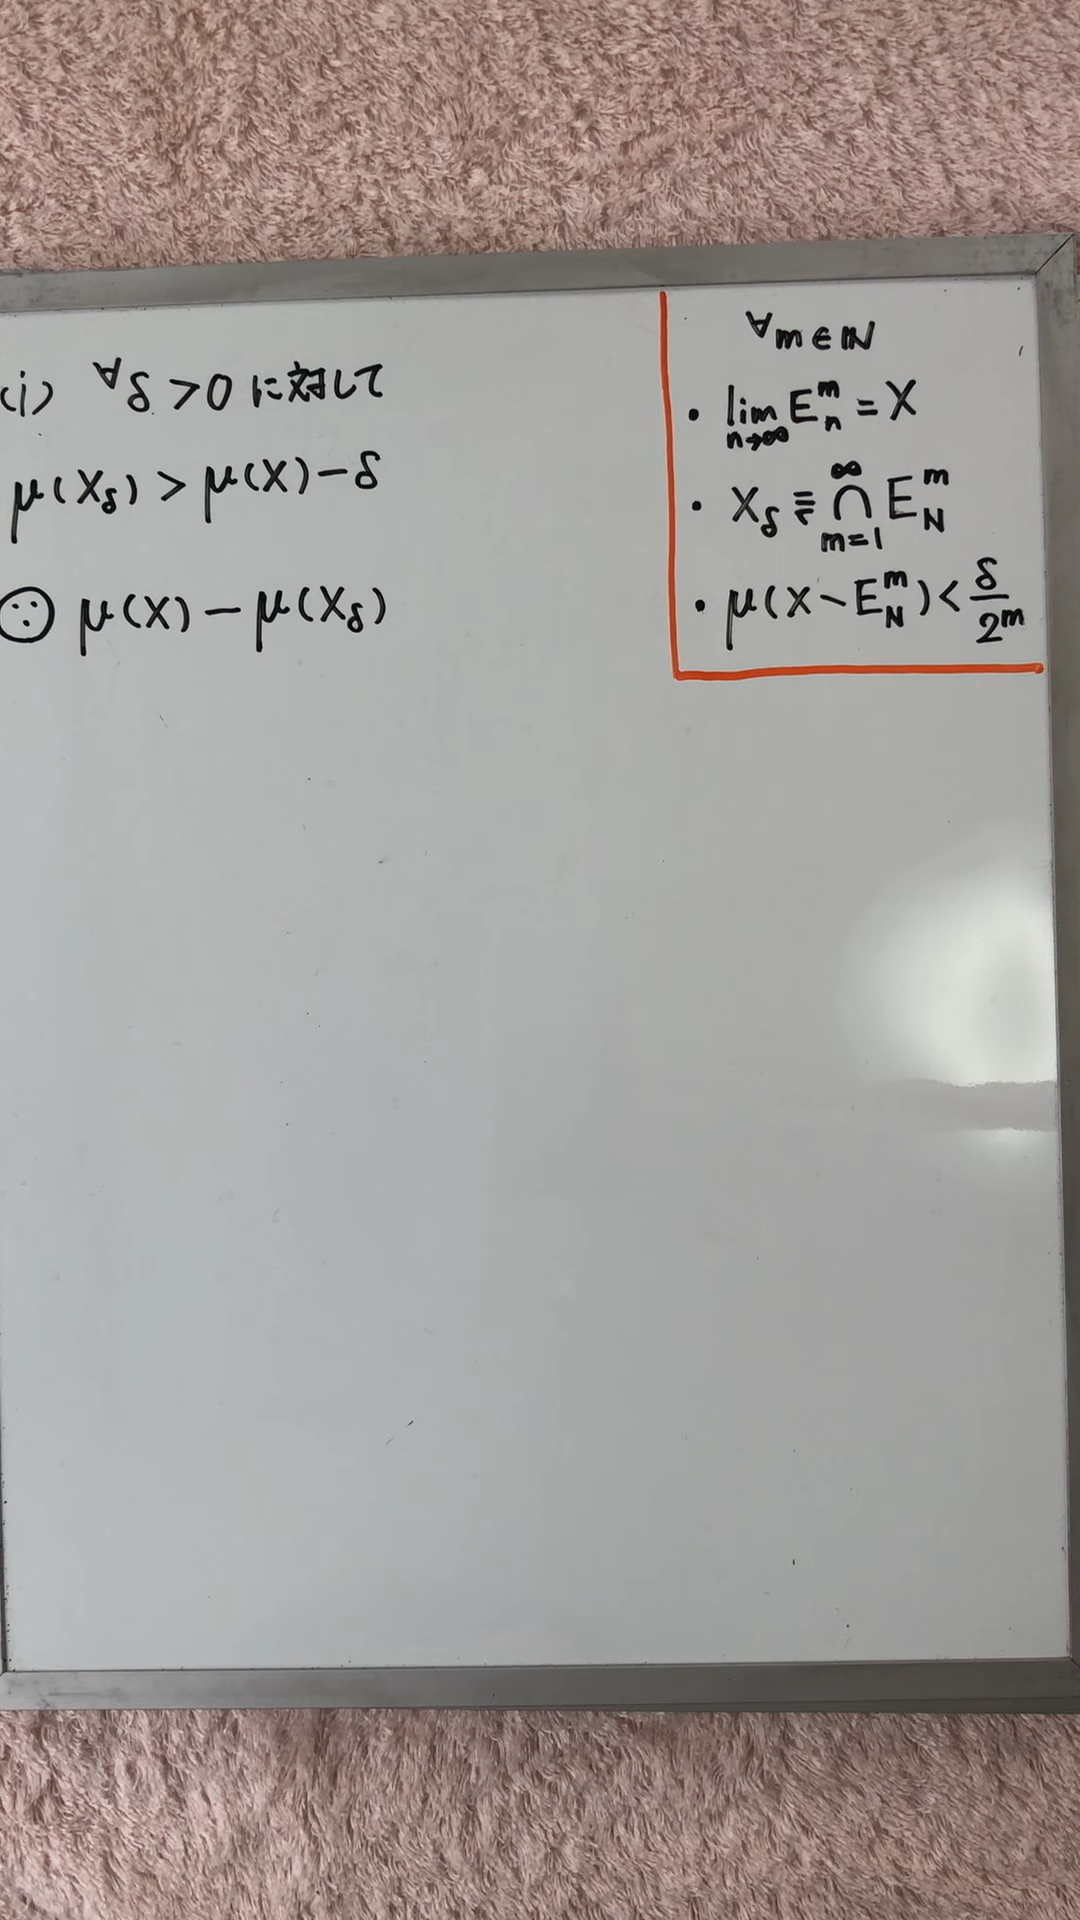 (i) ∀δ>0 に対して
μ(X_δ) > μ(X) − δ
∵ μ(X) − μ(X_δ)
∀m∈ℕ
• lim_{n→∞} E_n^m = X
• X_δ ≡ ⋂_{m=1}^∞ E_N^m
• μ(X∖E_N^m) < δ/2^m